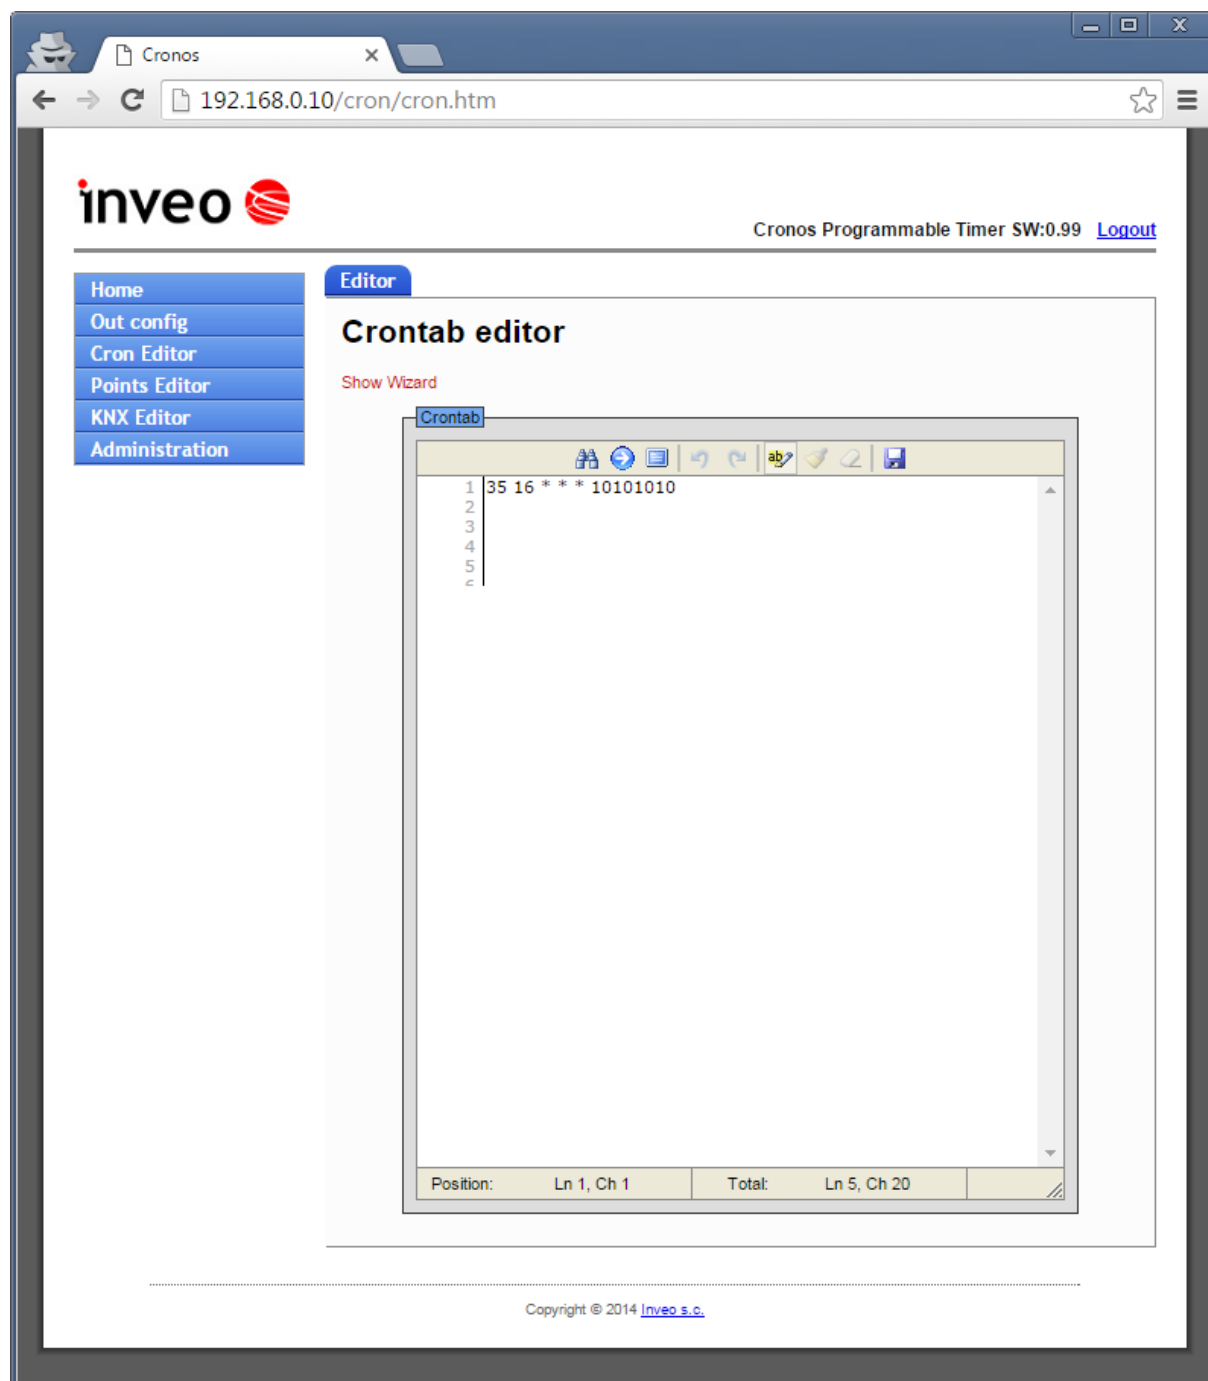 Cronos
192.168.0.10/cron/cron.htm
inveo
Cronos Programmable Timer SW:0.99 Logout
Home
Out config
Cron Editor
Points Editor
KNX Editor
Administration
Editor
Crontab editor
Show Wizard
Crontab
1 35 16 * * * 10101010
2
3
4
5
6
Position: Ln 1, Ch 1 Total: Ln 5, Ch 20
Copyright © 2014 Inveo s.c.